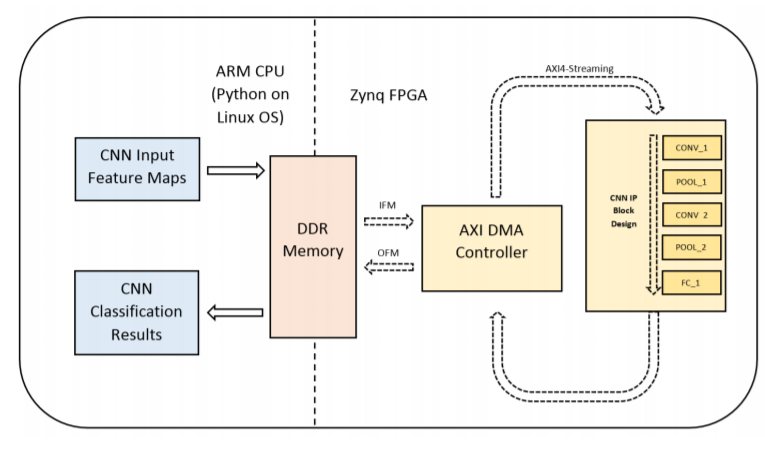 ARM CPU
(Python on
Linux OS)
Zynq FPGA
AXI4-Streaming
CNN Input
Feature Maps
DDR
Memory
IFM
OFM
AXI DMA
Controller
CNN IP
Block
Design
CONV_1
POOL_1
CONV 2
POOL_2
FC_1
CNN
Classification
Results